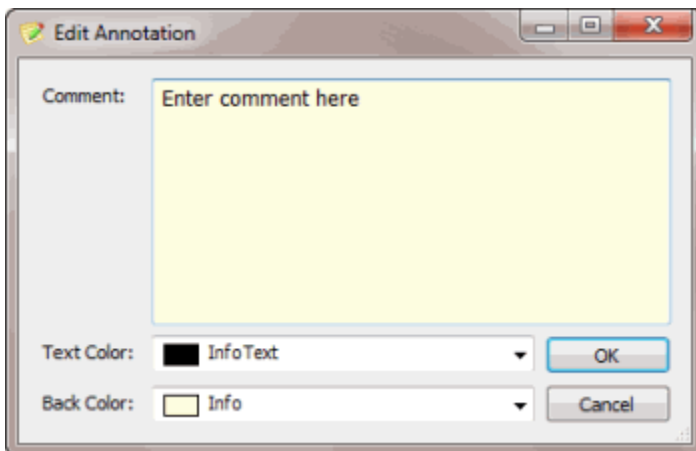 Edit Annotation
Comment:
Enter comment here
Text Color:
InfoText
OK
Back Color:
Info
Cancel